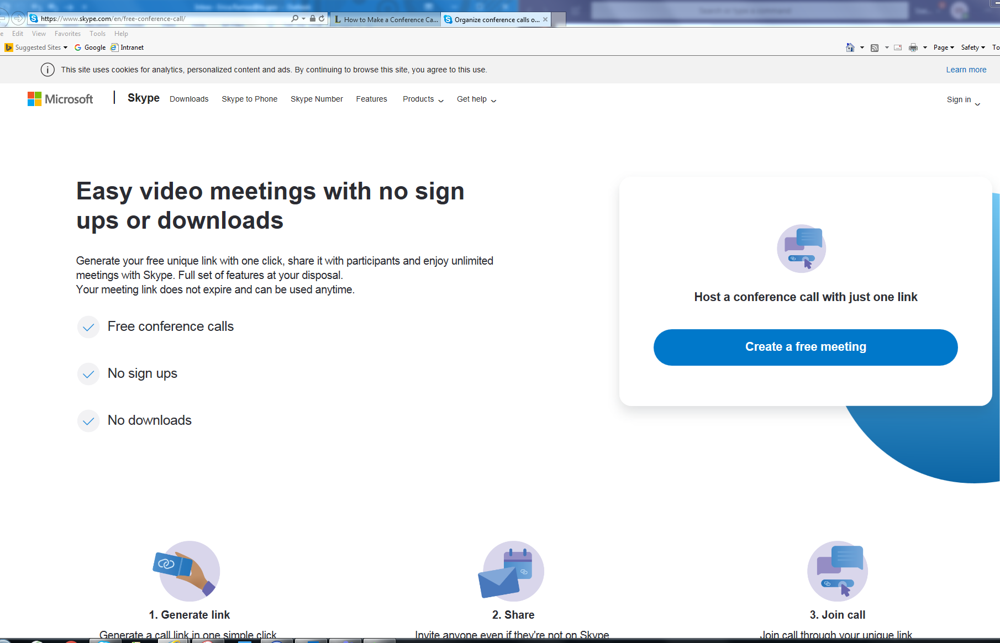 https://www.skype.com/en/free-conference-call/
How to Make a Conference Ca...
Organize conference calls o...
Edit View Favorites Tools Help
Suggested Sites Google Intranet
Page Safety To
This site uses cookies for analytics, personalized content and ads. By continuing to browse this site, you agree to this use.
Learn more
Microsoft | Skype Downloads Skype to Phone Skype Number Features Products Get help
Sign in
Easy video meetings with no sign
ups or downloads
Generate your free unique link with one click, share it with participants and enjoy unlimited
meetings with Skype. Full set of features at your disposal.
Your meeting link does not expire and can be used anytime.
Free conference calls
No sign ups
No downloads
Host a conference call with just one link
Create a free meeting
1. Generate link
Generate a call link in one simple click
2. Share
Invite anyone even if they're not on Skype
3. Join call
Join call through your unique link